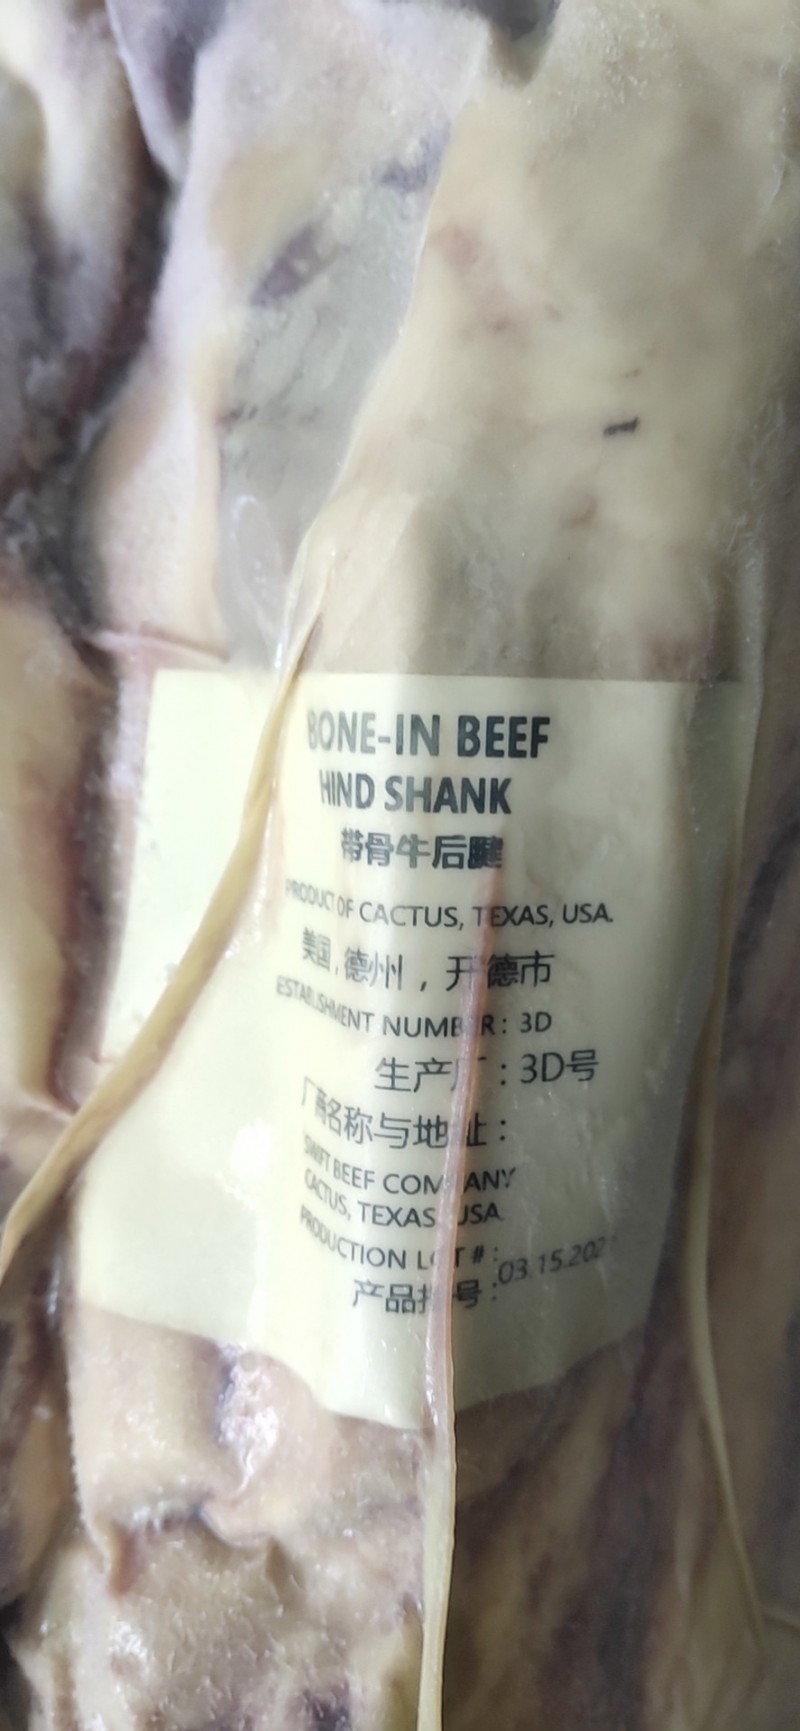 BONE-IN BEEF
HIND SHANK
带骨牛后腱
PRODUCT OF CACTUS, TEXAS, USA.
美国，德州，开德市
ESTABLISHMENT NUMBER: 3D
生产厂：3D号
厂商名称与地址：
SWIFT BEEF COMPANY
CACTUS, TEXAS, USA
PRODUCTION LOT #:
产品批号：